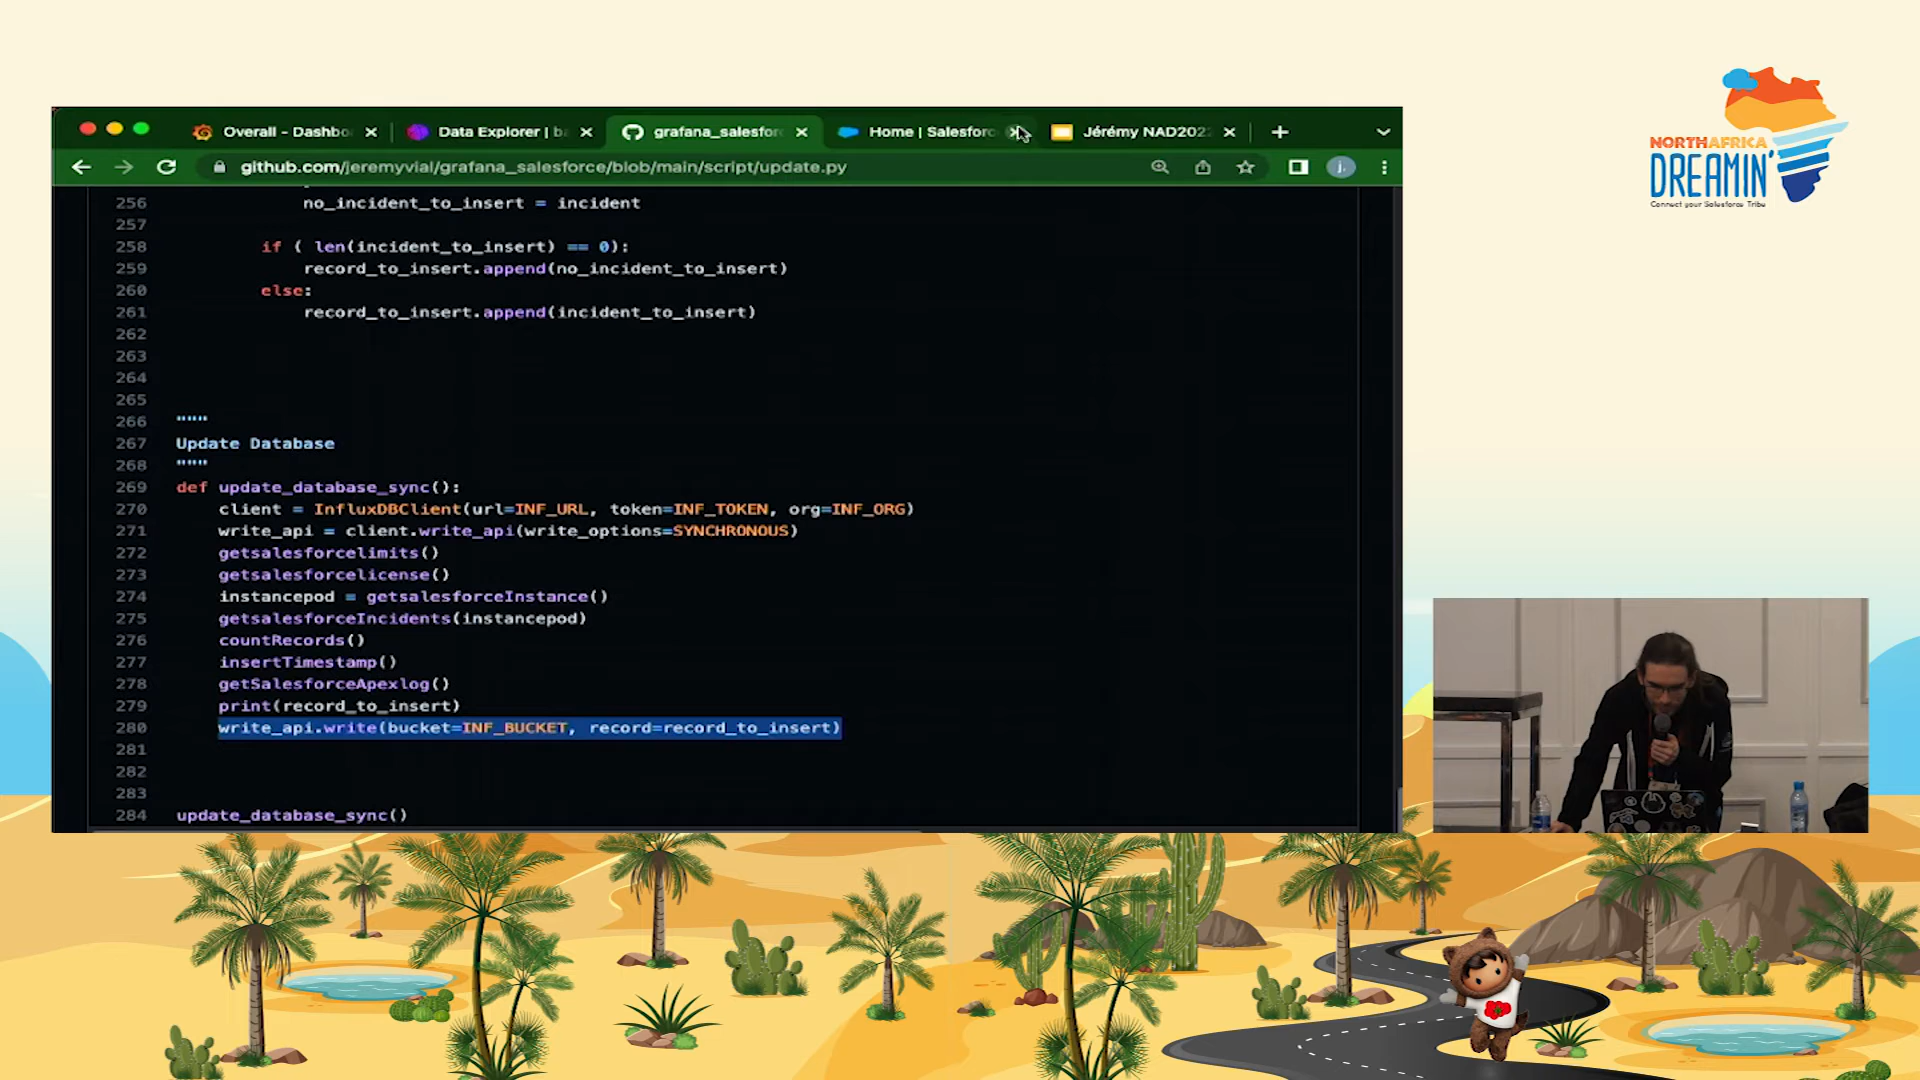 Overall - Dashbo
Data Explorer | ba
grafana_salesfor
Home | Salesforc
Jérémy NAD202
github.com/jeremyvial/grafana_salesforce/blob/main/script/update.py
256 no_incident_to_insert = incident
257
258 if ( len(incident_to_insert) == 0):
259 record_to_insert.append(no_incident_to_insert)
260 else:
261 record_to_insert.append(incident_to_insert)
262
263
264
265
266 """
267 Update Database
268 """
269 def update_database_sync():
270 client = InfluxDBClient(url=INF_URL, token=INF_TOKEN, org=INF_ORG)
271 write_api = client.write_api(write_options=SYNCHRONOUS)
272 getsalesforcelimits()
273 getsalesforcelicense()
274 instancepod = getsalesforceInstance()
275 getsalesforceIncidents(instancepod)
276 countRecords()
277 insertTimestamp()
278 getSalesforceApexlog()
279 print(record_to_insert)
280 write_api.write(bucket=INF_BUCKET, record=record_to_insert)
281
282
283
284 update_database_sync()
NORTHAFRICA
DREAMIN'
Connect your Salesforce Tribe